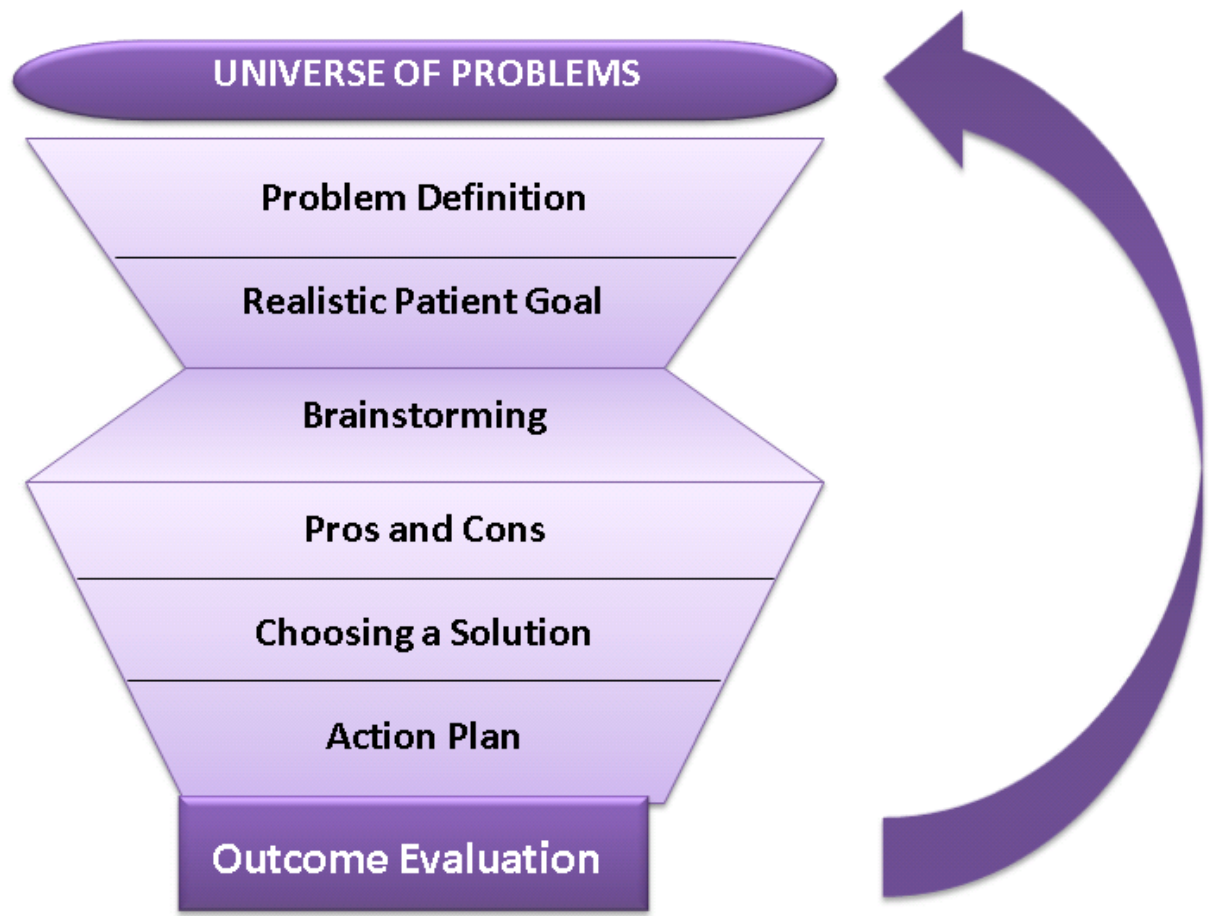 UNIVERSE OF PROBLEMS
Problem Definition
Realistic Patient Goal
Brainstorming
Pros and Cons
Choosing a Solution
Action Plan
Outcome Evaluation